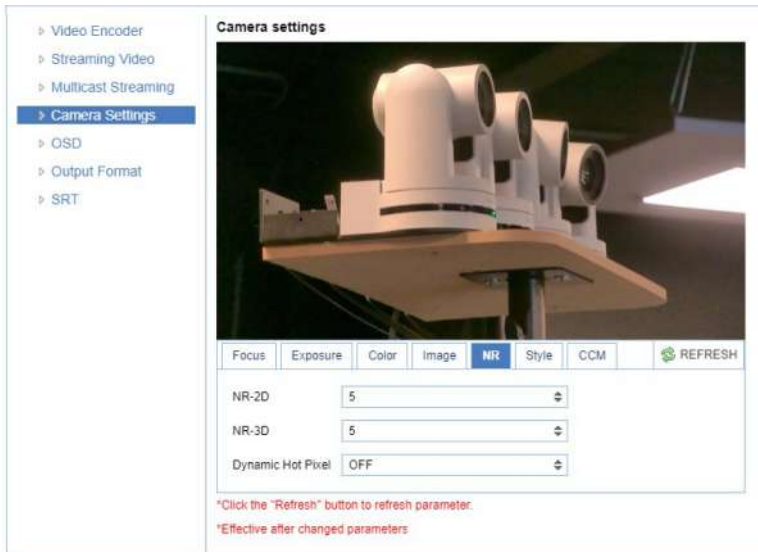 Video Encoder
Streaming Video
Multicast Streaming
Camera Settings
OSD
Output Format
SRT
Camera settings
Focus Exposure Color Image NR Style CCM REFRESH
NR-2D 5
NR-3D 5
Dynamic Hot Pixel OFF
*Click the "Refresh" button to refresh parameter.
*Effective after changed parameters